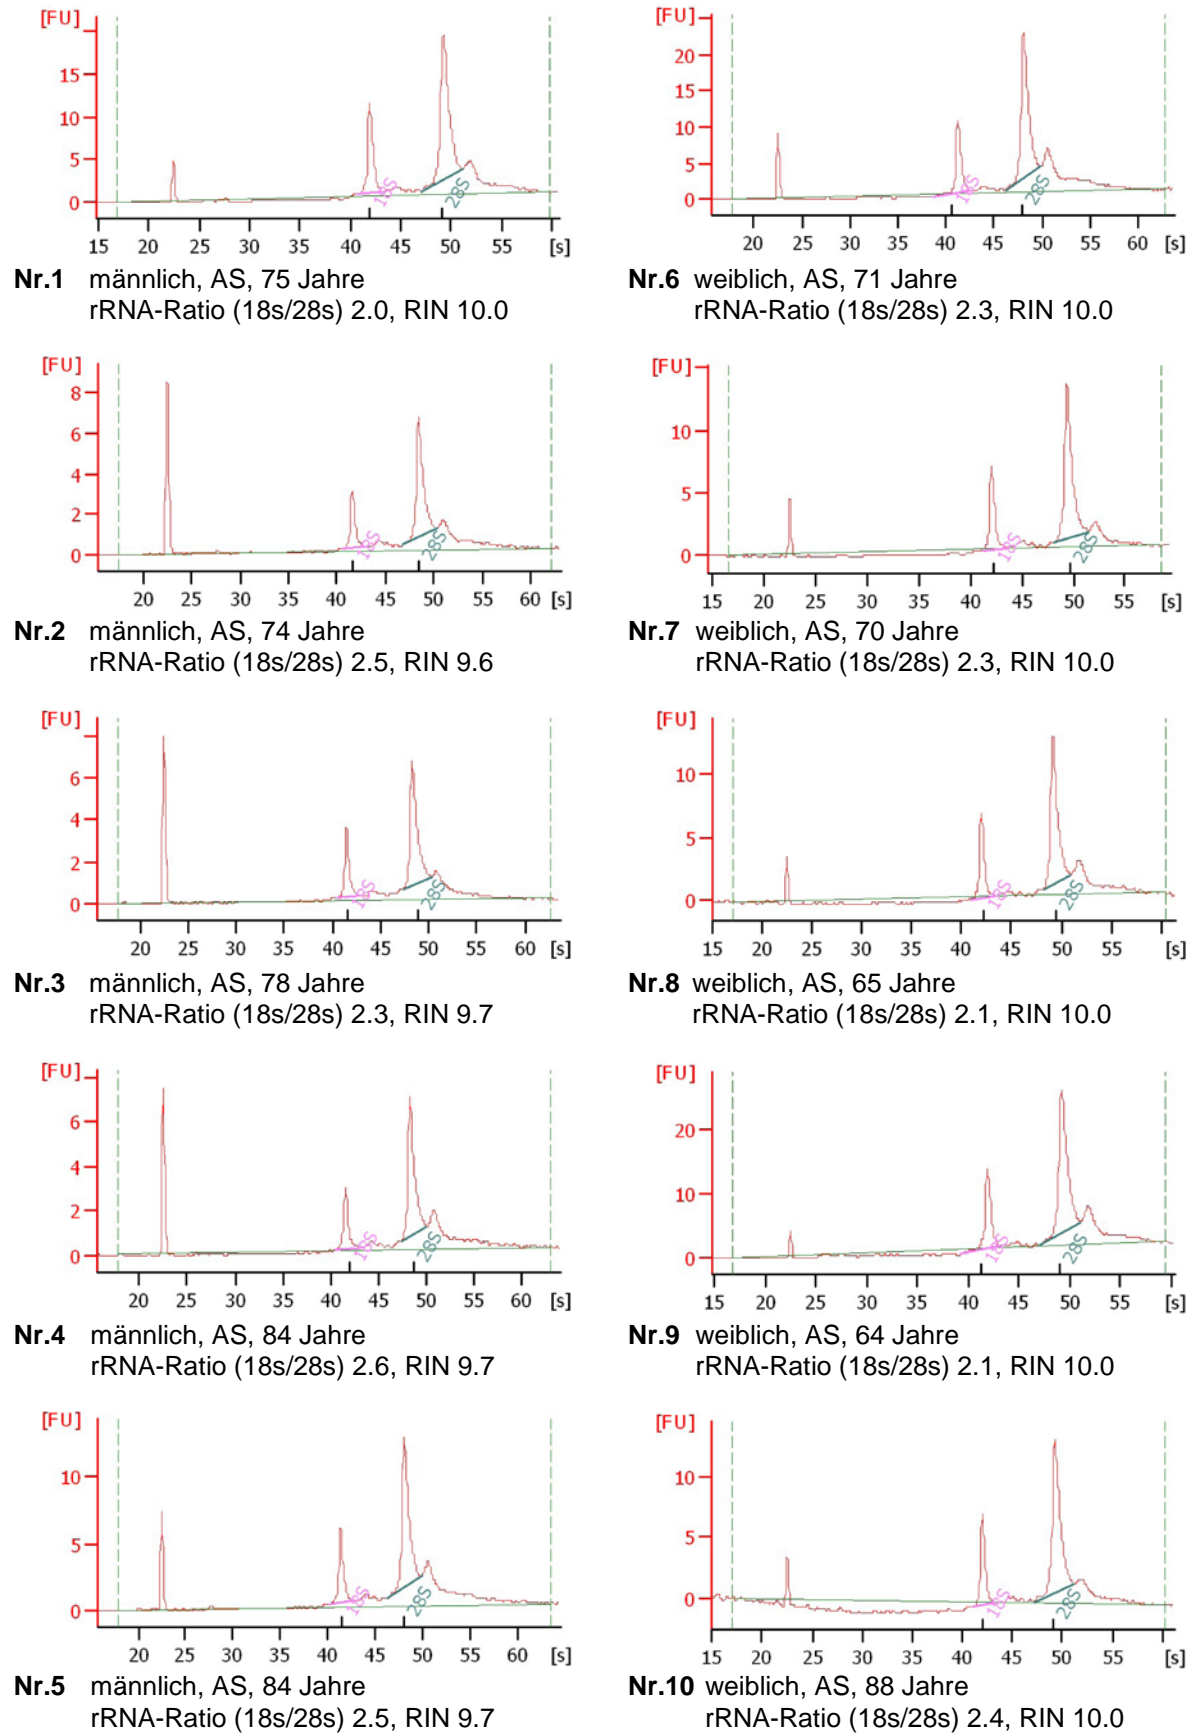 [FU]
15
10
5
0
18S
28S
15 20 25 30 35 40 45 50 55 [s]
Nr.1 männlich, AS, 75 Jahre
rRNA-Ratio (18s/28s) 2.0, RIN 10.0
[FU]
20
15
10
5
0
18S
28S
20 25 30 35 40 45 50 55 60 [s]
Nr.6 weiblich, AS, 71 Jahre
rRNA-Ratio (18s/28s) 2.3, RIN 10.0
[FU]
8
6
4
2
0
18S
28S
20 25 30 35 40 45 50 55 60 [s]
Nr.2 männlich, AS, 74 Jahre
rRNA-Ratio (18s/28s) 2.5, RIN 9.6
[FU]
10
5
0
18S
28S
15 20 25 30 35 40 45 50 55 [s]
Nr.7 weiblich, AS, 70 Jahre
rRNA-Ratio (18s/28s) 2.3, RIN 10.0
[FU]
6
4
2
0
18S
28S
20 25 30 35 40 45 50 55 60 [s]
Nr.3 männlich, AS, 78 Jahre
rRNA-Ratio (18s/28s) 2.3, RIN 9.7
[FU]
10
5
0
18S
28S
15 20 25 30 35 40 45 50 55 [s]
Nr.8 weiblich, AS, 65 Jahre
rRNA-Ratio (18s/28s) 2.1, RIN 10.0
[FU]
6
4
2
0
18S
28S
20 25 30 35 40 45 50 55 60 [s]
Nr.4 männlich, AS, 84 Jahre
rRNA-Ratio (18s/28s) 2.6, RIN 9.7
[FU]
20
10
0
18S
28S
15 20 25 30 35 40 45 50 55 [s]
Nr.9 weiblich, AS, 64 Jahre
rRNA-Ratio (18s/28s) 2.1, RIN 10.0
[FU]
10
5
0
18S
28S
20 25 30 35 40 45 50 55 60 [s]
Nr.5 männlich, AS, 84 Jahre
rRNA-Ratio (18s/28s) 2.5, RIN 9.7
[FU]
10
5
0
18S
28S
15 20 25 30 35 40 45 50 55 [s]
Nr.10 weiblich, AS, 88 Jahre
rRNA-Ratio (18s/28s) 2.4, RIN 10.0